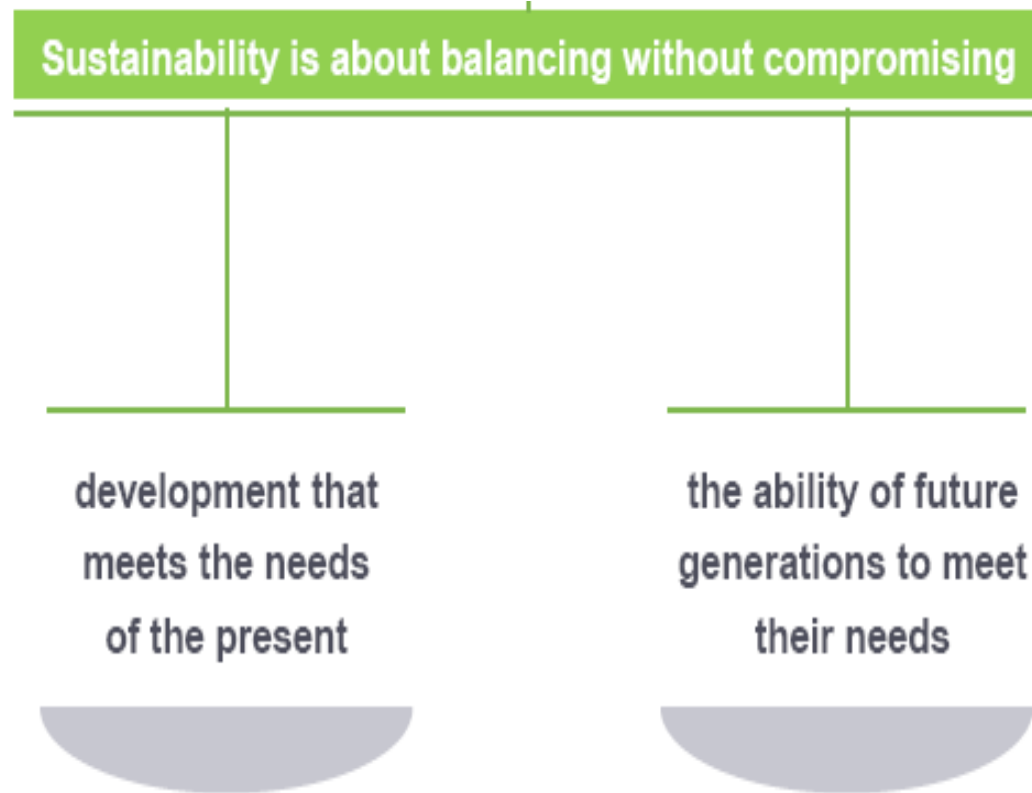 Sustainability is about balancing without compromising
development that
meets the needs
of the present
the ability of future
generations to meet
their needs